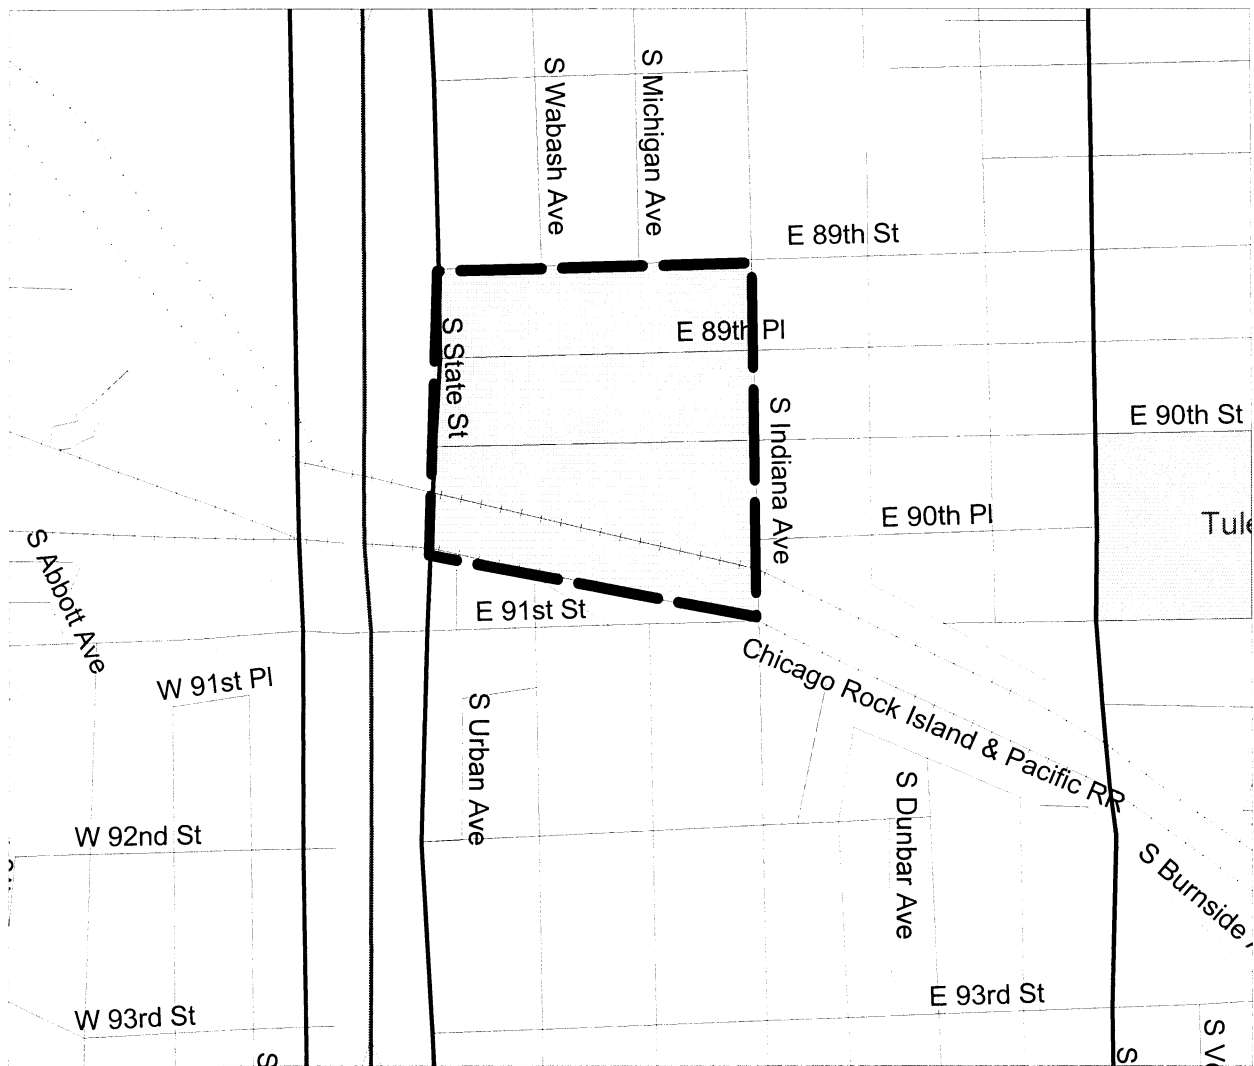 S Wabash Ave
S Michigan Ave
E 89th St
E 89th Pl
S State St
S Indiana Ave
E 90th St
E 90th Pl
S Abbott Ave
E 91st St
W 91st Pl
Chicago Rock Island & Pacific RR
S Urban Ave
S Dunbar Ave
W 92nd St
S Burnside
E 93rd St
W 93rd St
S
S
S